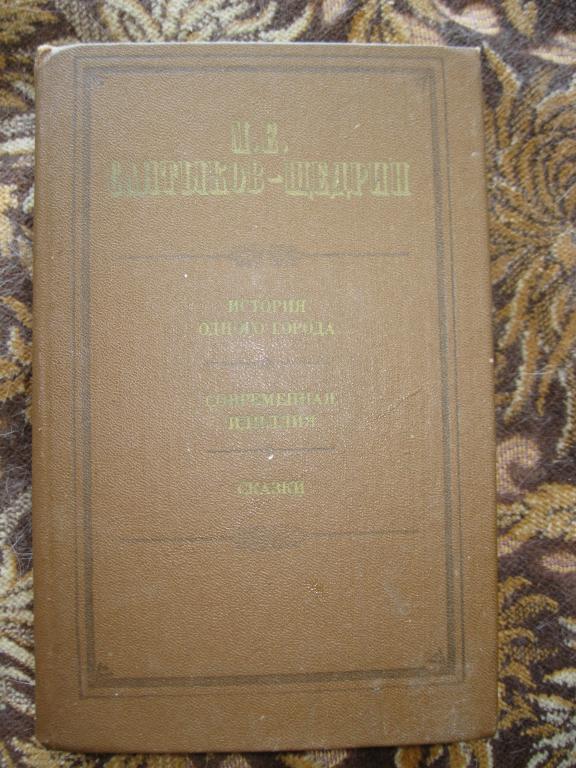 М.Е.
САЛТЫКОВ-ЩЕДРИН
ИСТОРИЯ
ОДНОГО ГОРОДА
СОВРЕМЕННАЯ
ИДИЛЛИЯ
СКАЗКИ